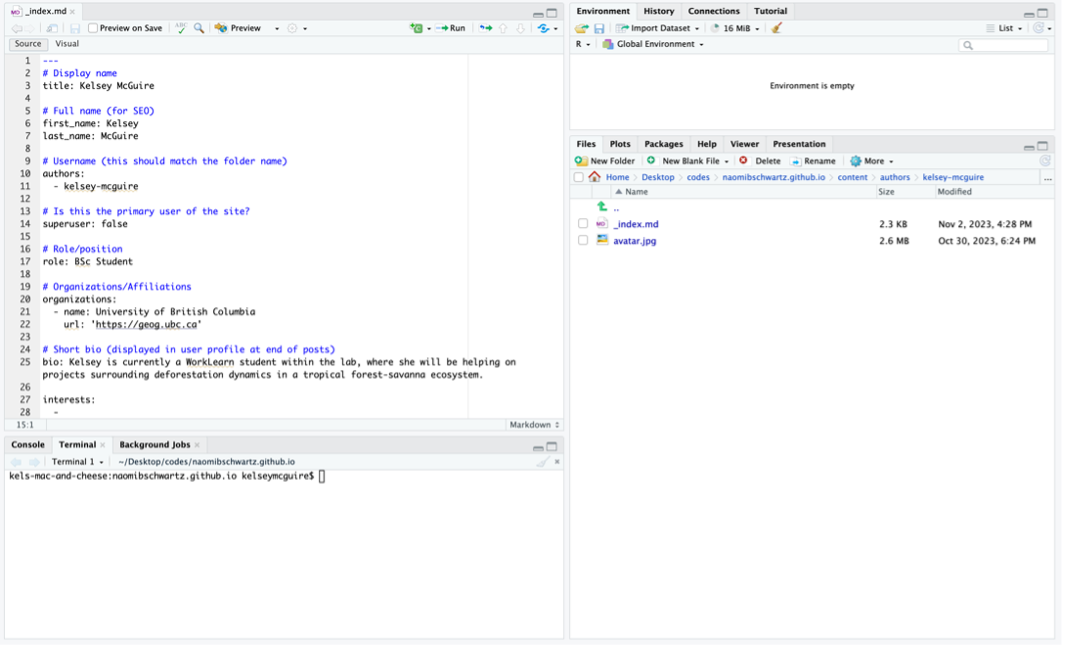 _index.md
Preview on Save
ABC
Preview
Run
Source Visual
1 ---
2 # Display name
3 title: Kelsey McGuire
4
5 # Full name (for SEO)
6 first_name: Kelsey
7 last_name: McGuire
8
9 # Username (this should match the folder name)
10 authors:
11 - kelsey-mcguire
12
13 # Is this the primary user of the site?
14 superuser: false
15
16 # Role/position
17 role: BSc Student
18
19 # Organizations/Affiliations
20 organizations:
21 - name: University of British Columbia
22 url: 'https://geog.ubc.ca'
23
24 # Short bio (displayed in user profile at end of posts)
25 bio: Kelsey is currently a WorkLearn student within the lab, where she will be helping on
projects surrounding deforestation dynamics in a tropical forest-savanna ecosystem.
26
27 interests:
28 -
15:1 Markdown
Console Terminal Background Jobs
Terminal 1 ~/Desktop/codes/naomibschwartz.github.io
kels-mac-and-cheese:naomibschwartz.github.io kelseymcguire$
Environment History Connections Tutorial
Import Dataset 16 MiB List
R Global Environment
Environment is empty
Files Plots Packages Help Viewer Presentation
New Folder New Blank File Delete Rename More
Home Desktop codes naomibschwartz.github.io content authors kelsey-mcguire ...
Name Size Modified
..
_index.md 2.3 KB Nov 2, 2023, 4:28 PM
avatar.jpg 2.6 MB Oct 30, 2023, 6:24 PM